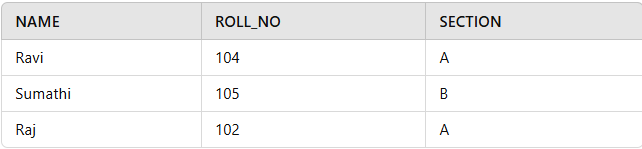 NAME ROLL_NO SECTION
Ravi 104 A
Sumathi 105 B
Raj 102 A